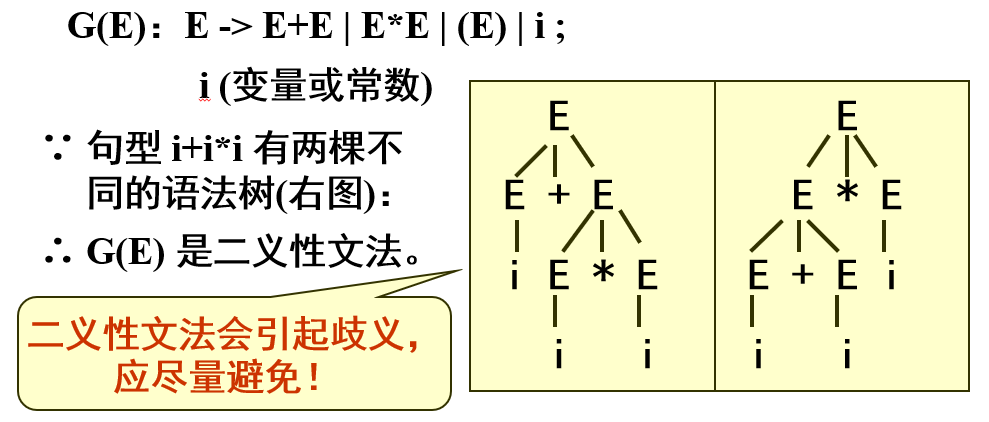 G(E)：E -> E+E | E*E | (E) | i ;
i (变量或常数)
∵ 句型 i+i*i 有两棵不
同的语法树(右图)：
∴ G(E) 是二义性文法。
二义性文法会引起歧义，
应尽量避免！
E
E + E
i E * E
i i
E
E * E
E + E i
i i